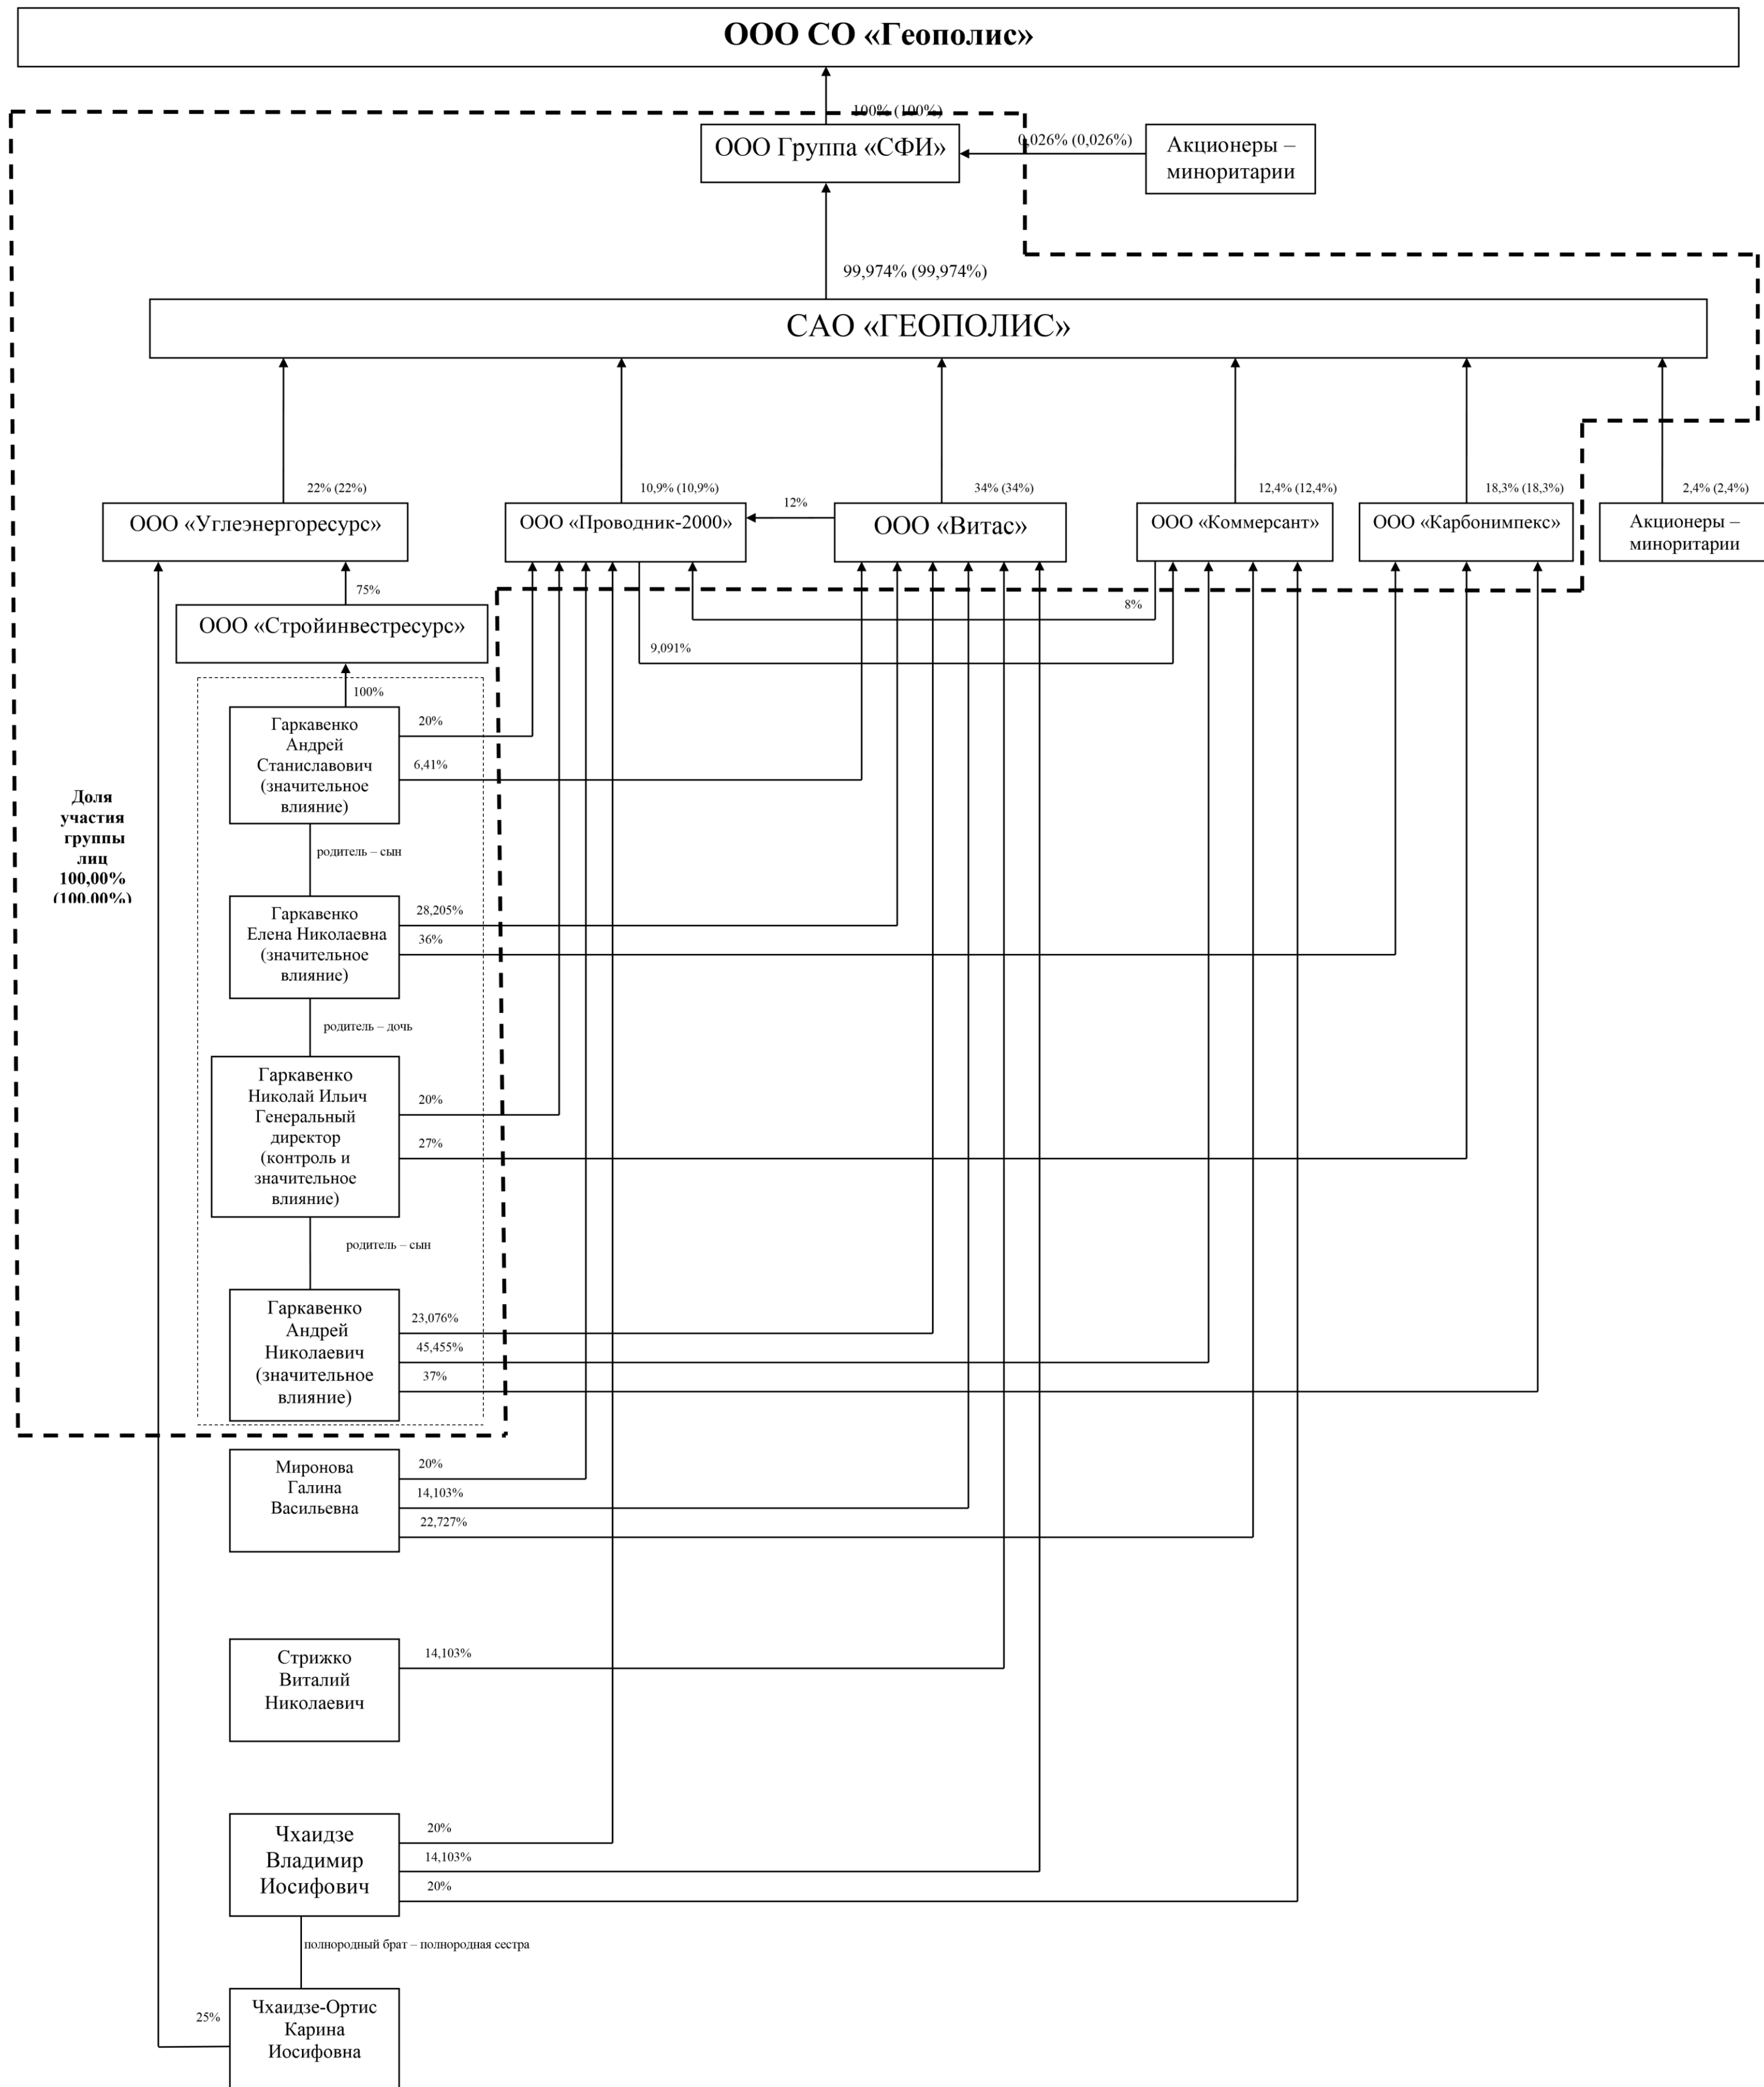 ООО СО «Геополис»
100% (100%)
ООО Группа «СФИ»
0,026% (0,026%)
Акционеры –
миноритарии
99,974% (99,974%)
САО «ГЕОПОЛИС»
22% (22%)
10,9% (10,9%)
34% (34%)
12,4% (12,4%)
18,3% (18,3%)
2,4% (2,4%)
ООО «Углеэнергоресурс»
ООО «Проводник-2000»
12%
ООО «Витас»
ООО «Коммерсант»
ООО «Карбонимпекс»
Акционеры –
миноритарии
75%
8%
ООО «Стройинвестресурс»
9,091%
100%
Гаркавенко
Андрей
Станиславович
(значительное
влияние)
20%
6,41%
Доля
участия
группы
лиц
100,00%
(100,00%)
родитель – сын
Гаркавенко
Елена Николаевна
(значительное
влияние)
28,205%
36%
родитель – дочь
Гаркавенко
Николай Ильич
Генеральный
директор
(контроль и
значительное
влияние)
20%
27%
родитель – сын
Гаркавенко
Андрей
Николаевич
(значительное
влияние)
23,076%
45,455%
37%
Миронова
Галина
Васильевна
20%
14,103%
22,727%
Стрижко
Виталий
Николаевич
14,103%
Чхаидзе
Владимир
Иосифович
20%
14,103%
20%
полнородный брат – полнородная сестра
25%
Чхаидзе-Ортис
Карина
Иосифовна